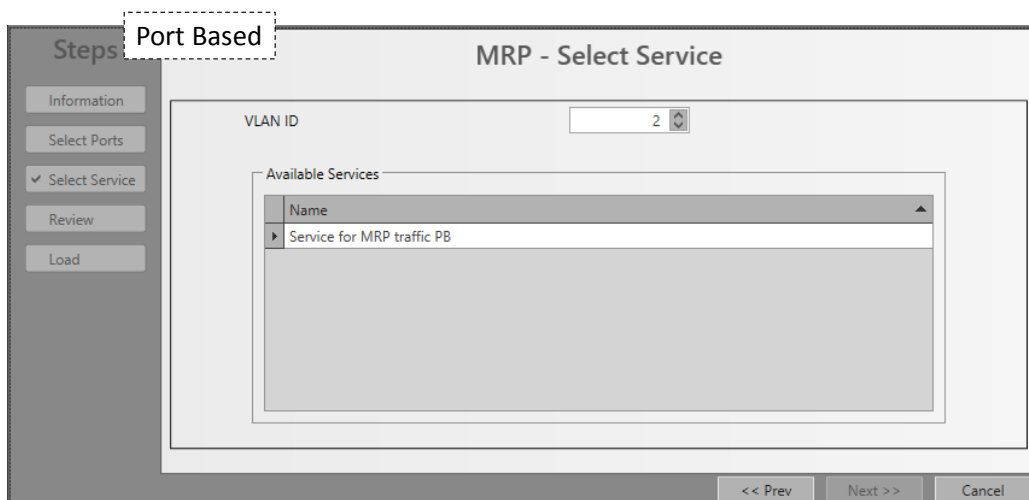 Port Based
Steps
MRP - Select Service
Information
Select Ports
✔ Select Service
Review
Load
VLAN ID
2
Available Services
Name
Service for MRP traffic PB
<< Prev
Next >>
Cancel